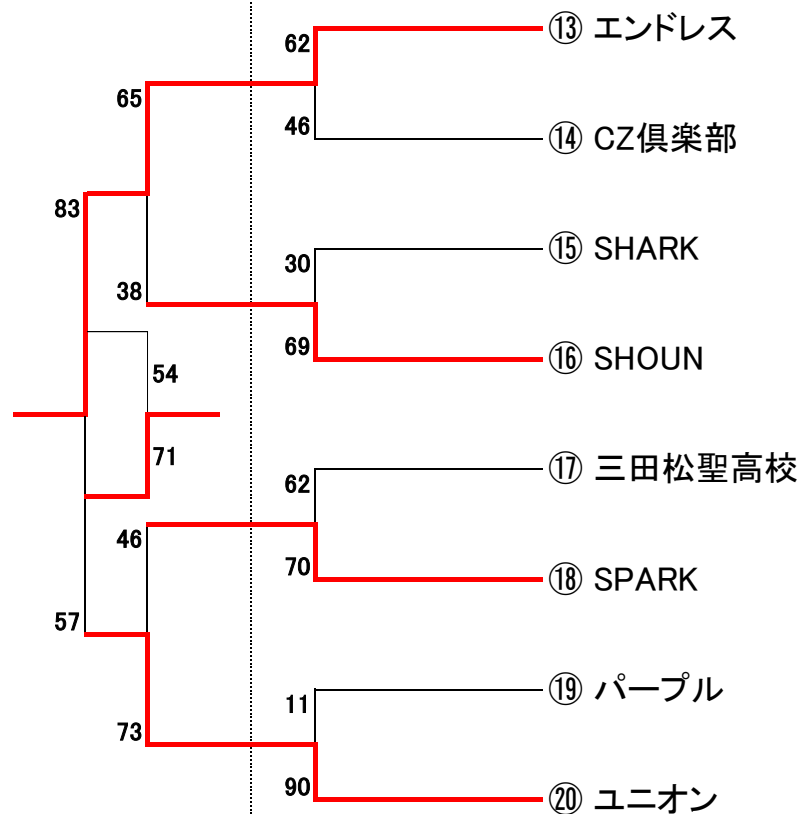 62
⑬ エンドレス
65
46
⑭ CZ倶楽部
83
30
⑮ SHARK
38
69
⑯ SHOUN
54
71
62
⑰ 三田松聖高校
46
70
⑱ SPARK
57
11
⑲ パープル
73
90
⑳ ユニオン